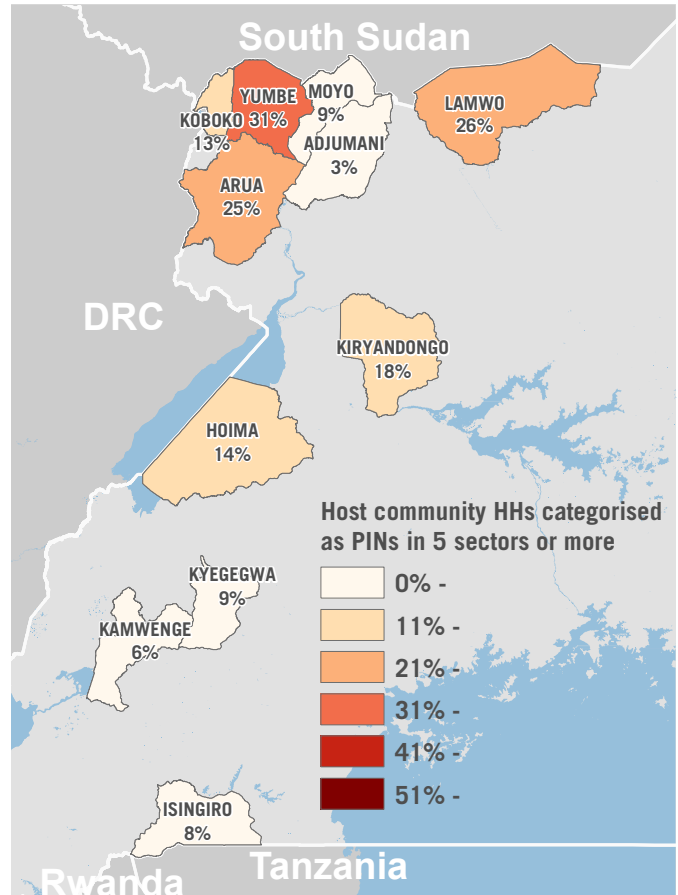 South Sudan
YUMBE
31%
MOYO
9%
LAMWO
26%
KOBOKO
13%
ADJUMANI
3%
ARUA
25%
DRC
KIRYANDONGO
18%
HOIMA
14%
Host community HHs categorised
as PINs in 5 sectors or more
0% -
11% -
21% -
31% -
41% -
51% -
KYEGEGWA
9%
KAMWENGE
6%
ISINGIRO
8%
Tanzania
Rwanda